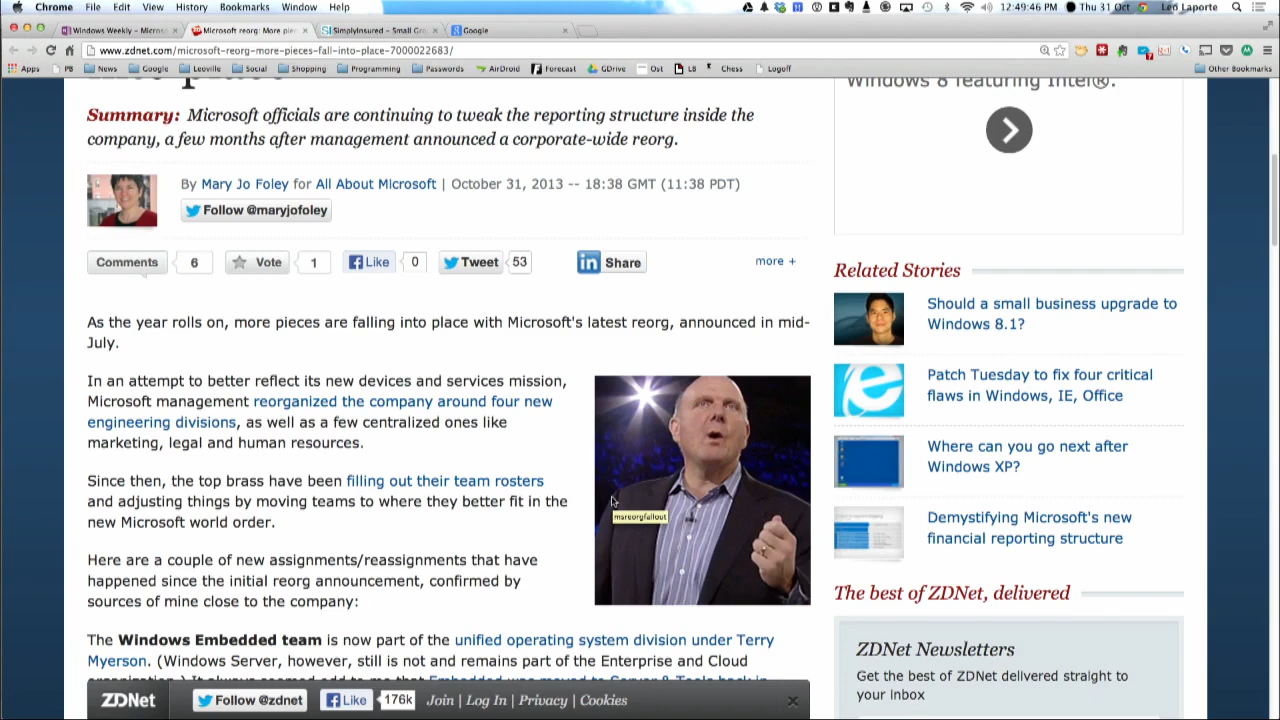 Chrome File Edit View History Bookmarks Window Help 12:49:46 PM Thu 31 Oct Leo Laporte
Windows Weekly - Micros Microsoft reorg: More pie SimplyInsured - Small Gr Google
www.zdnet.com/microsoft-reorg-more-pieces-fall-into-place-7000022683/
Apps PB News Google Leoville Social Shopping Programming Passwords AirDroid Forecast GDrive Ost LB Chess Logoff Other Bookmarks
Windows 8 featuring Intel®.
Summary: Microsoft officials are continuing to tweak the reporting structure inside the
company, a few months after management announced a corporate-wide reorg.
By Mary Jo Foley for All About Microsoft | October 31, 2013 -- 18:38 GMT (11:38 PDT)
Follow @maryjofoley
Comments 6 Vote 1 Like 0 Tweet 53 in Share more +
As the year rolls on, more pieces are falling into place with Microsoft's latest reorg, announced in mid-
July.
In an attempt to better reflect its new devices and services mission,
Microsoft management reorganized the company around four new
engineering divisions, as well as a few centralized ones like
marketing, legal and human resources.
Since then, the top brass have been filling out their team rosters
and adjusting things by moving teams to where they better fit in the
new Microsoft world order.
Here are a couple of new assignments/reassignments that have
happened since the initial reorg announcement, confirmed by
sources of mine close to the company:
msreorgfallout
The Windows Embedded team is now part of the unified operating system division under Terry
Myerson. (Windows Server, however, still is not and remains part of the Enterprise and Cloud
Related Stories
Should a small business upgrade to
Windows 8.1?
Patch Tuesday to fix four critical
flaws in Windows, IE, Office
Where can you go next after
Windows XP?
Demystifying Microsoft's new
financial reporting structure
The best of ZDNet, delivered
ZDNet Newsletters
Get the best of ZDNet delivered straight to
your inbox
ZDNet Follow @zdnet Like 176k Join | Log In | Privacy | Cookies